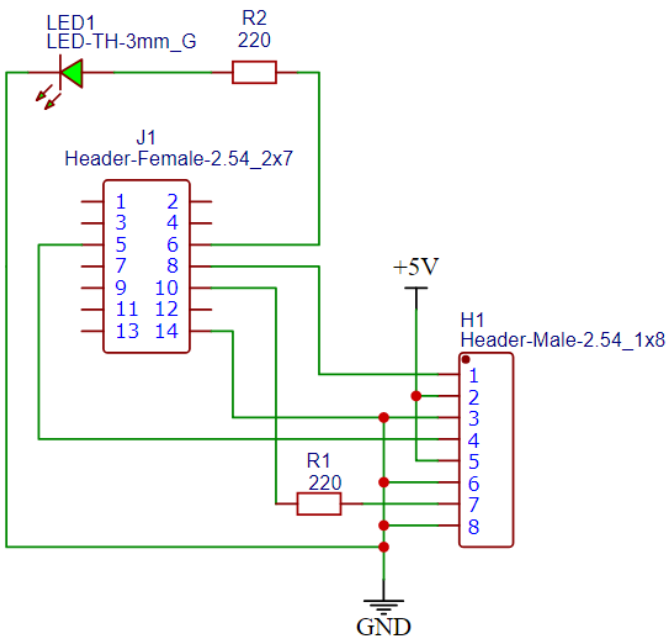 LED1
LED-TH-3mm_G
R2
220
J1
Header-Female-2.54_2x7
1 2
3 4
5 6
7 8
9 10
11 12
13 14
+5V
H1
Header-Male-2.54_1x8
1
2
3
4
5
6
7
8
R1
220
GND